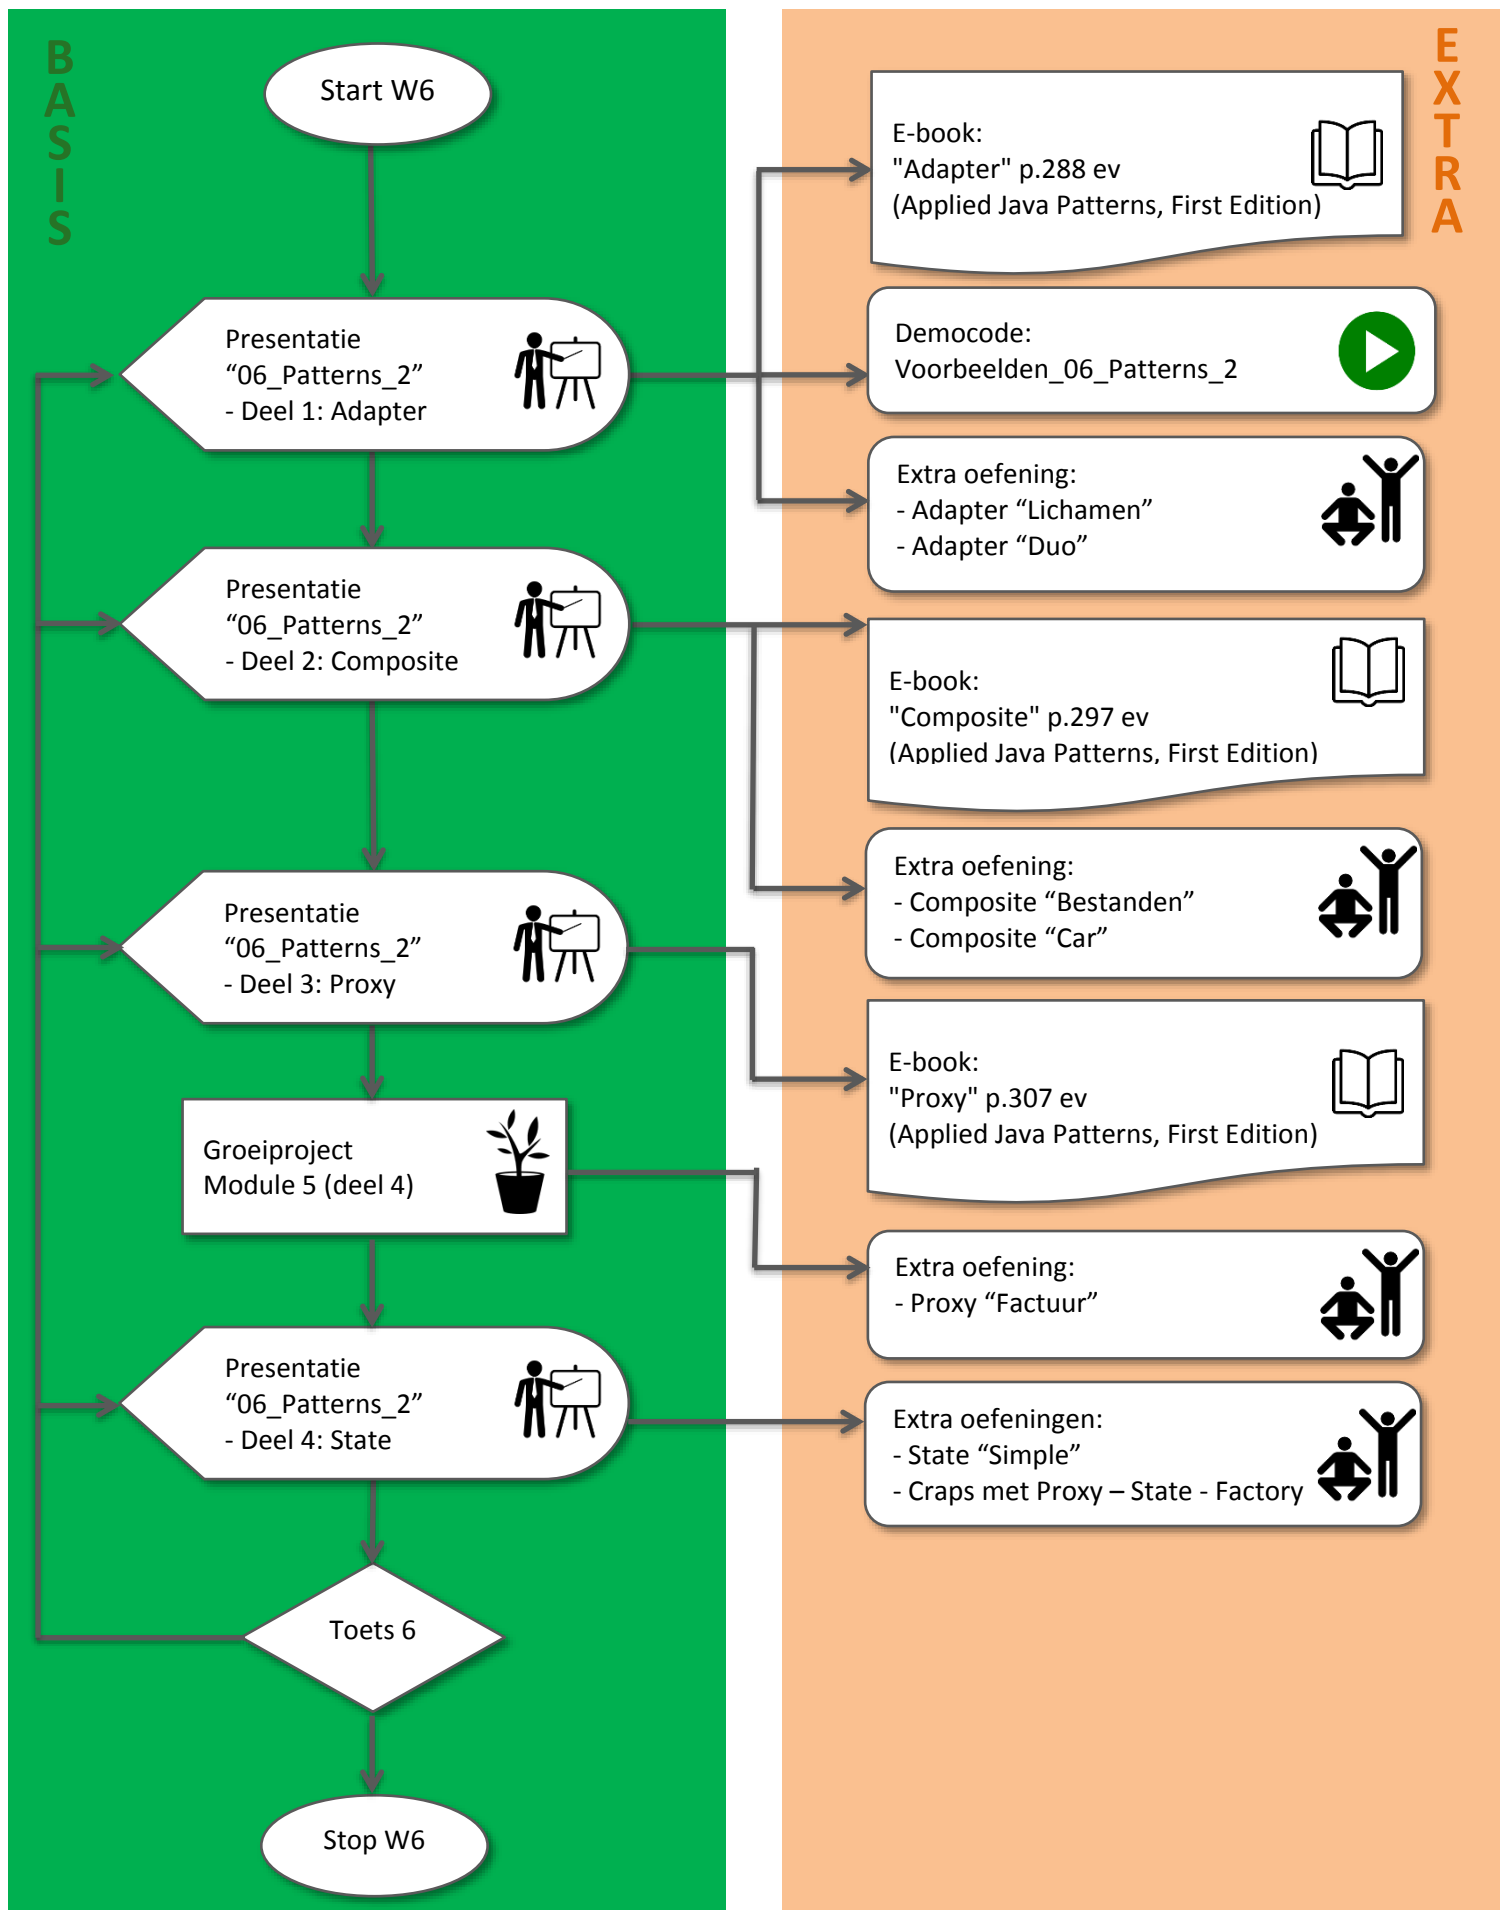 BASIS
Start W6
Presentatie
“06_Patterns_2”
- Deel 1: Adapter
Presentatie
“06_Patterns_2”
- Deel 2: Composite
Presentatie
“06_Patterns_2”
- Deel 3: Proxy
Groeiproject
Module 5 (deel 4)
Presentatie
“06_Patterns_2”
- Deel 4: State
Toets 6
Stop W6
EXTRA
E-book:
"Adapter" p.288 ev
(Applied Java Patterns, First Edition)
Democode:
Voorbeelden_06_Patterns_2
Extra oefening:
- Adapter “Lichamen”
- Adapter “Duo”
E-book:
"Composite" p.297 ev
(Applied Java Patterns, First Edition)
Extra oefening:
- Composite “Bestanden”
- Composite “Car”
E-book:
"Proxy" p.307 ev
(Applied Java Patterns, First Edition)
Extra oefening:
- Proxy “Factuur”
Extra oefeningen:
- State “Simple”
- Craps met Proxy – State - Factory